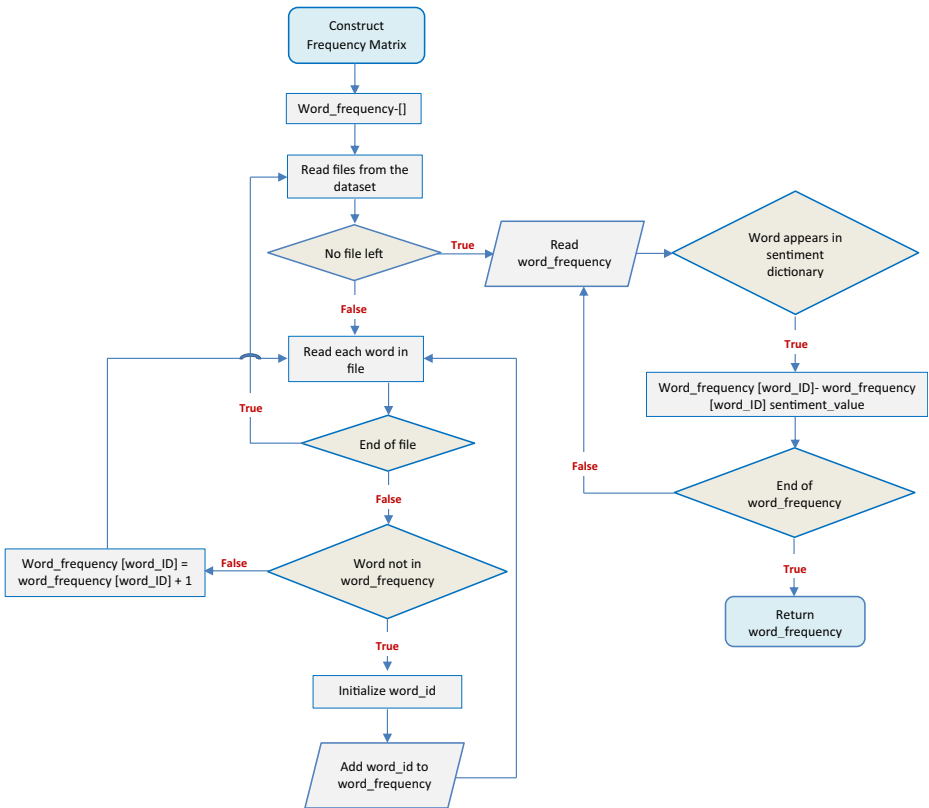 Construct
Frequency Matrix
Word_frequency-[]
Read files from the
dataset
No file left
True
Read
word_frequency
Word appears in
sentiment
dictionary
False
True
Read each word in
file
Word_frequency [word_ID]- word_frequency
[word_ID] sentiment_value
True
End of file
False
End of
word_frequency
False
Word_frequency [word_ID] =
word_frequency [word_ID] + 1
False
Word not in
word_frequency
True
Return
word_frequency
True
Initialize word_id
Add word_id to
word_frequency